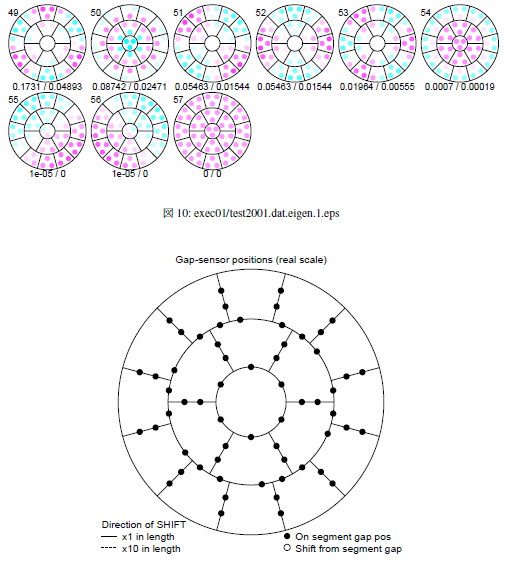 49 50 51 52 53 54
0.1731 / 0.04893 0.08742 / 0.02471 0.05463 / 0.01544 0.05463 / 0.01544 0.01964 / 0.00555 0.0007 / 0.00019
55 56 57
1e-05 / 0 1e-05 / 0 0 / 0
図 10: exec01/test2001.dat.eigen.1.eps
Gap-sensor positions (real scale)
Direction of SHIFT
x1 in length
x10 in length
On segment gap pos
Shift from segment gap